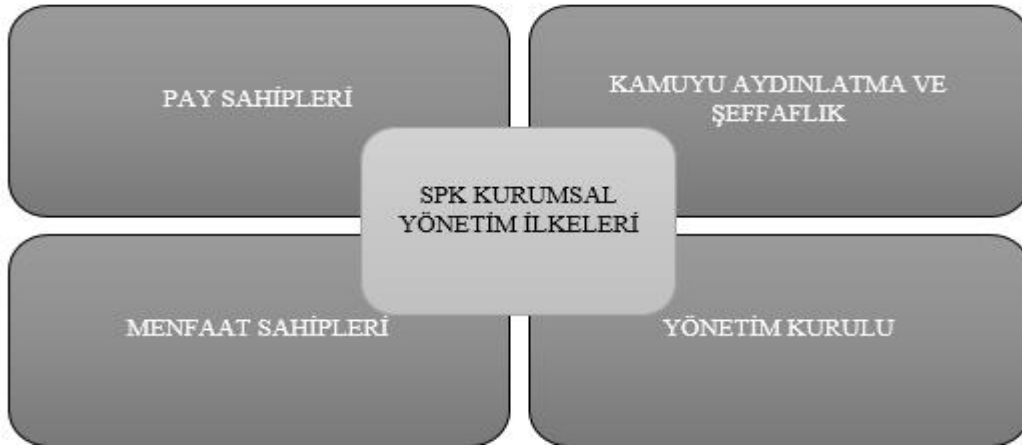 PAY SAHİPLERİ
KAMUYU AYDINLATMA VE
ŞEFFAFLIK
SPK KURUMSAL
YÖNETİM İLKELERİ
MENFAAT SAHİPLERİ
YÖNETİM KURULU